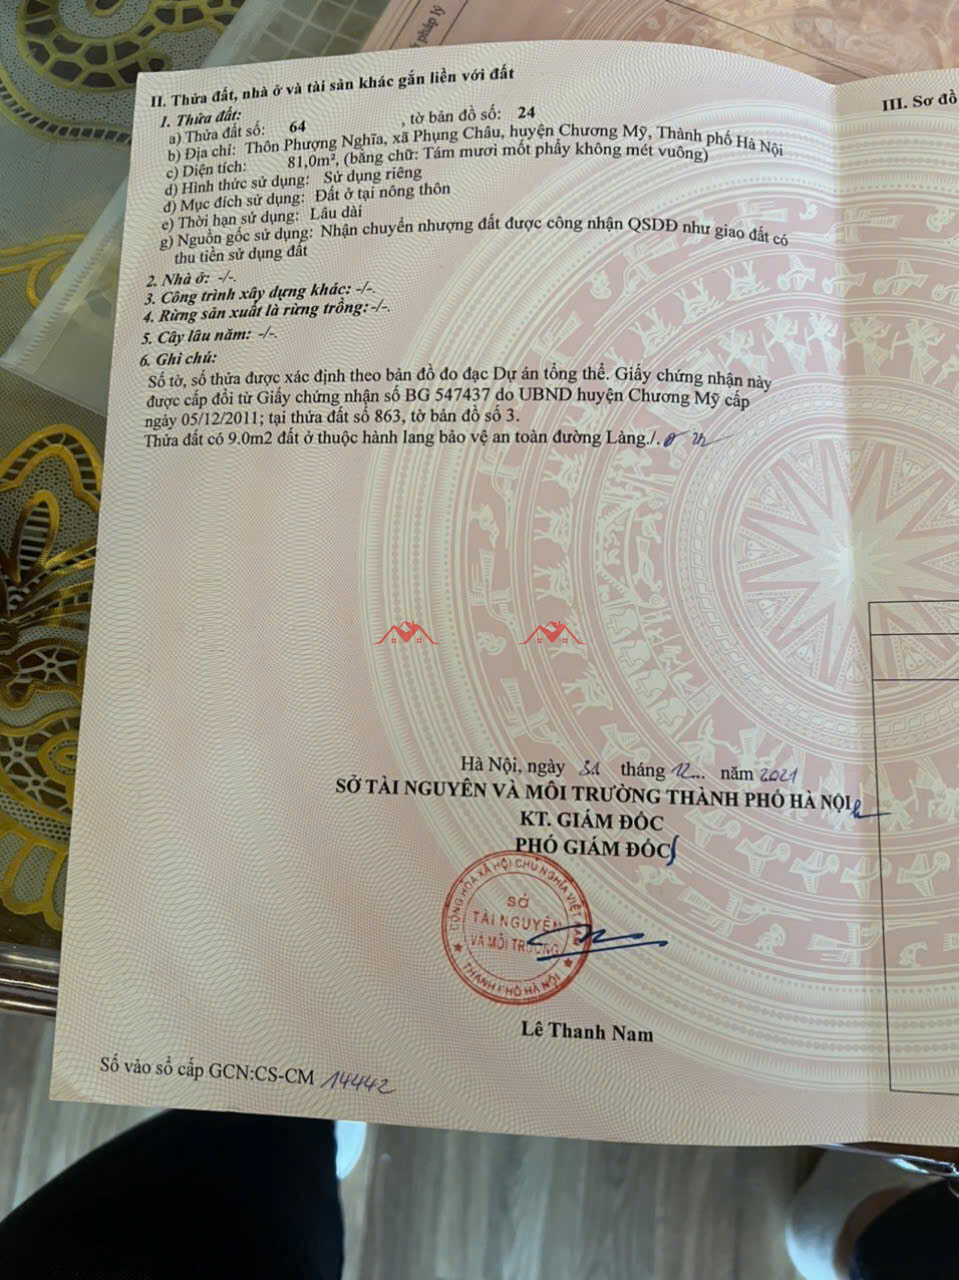 pháp lý
II. Thửa đất, nhà ở và tài sản khác gắn liền với đất
III. Sơ đồ
1. Thửa đất:
a) Thửa đất số: 64 , tờ bản đồ số: 24
b) Địa chỉ: Thôn Phượng Nghĩa, xã Phụng Châu, huyện Chương Mỹ, Thành phố Hà Nội
c) Diện tích: 81,0m², (bằng chữ: Tám mươi mốt phẩy không mét vuông)
d) Hình thức sử dụng: Sử dụng riêng
đ) Mục đích sử dụng: Đất ở tại nông thôn
e) Thời hạn sử dụng: Lâu dài
g) Nguồn gốc sử dụng: Nhận chuyển nhượng đất được công nhận QSDĐ như giao đất có
thu tiền sử dụng đất
2. Nhà ở: -/-.
3. Công trình xây dựng khác: -/-.
4. Rừng sản xuất là rừng trồng: -/-.
5. Cây lâu năm: -/-.
6. Ghi chú:
Số tờ, số thửa được xác định theo bản đồ đo đạc Dự án tổng thể. Giấy chứng nhận này
được cấp đổi từ Giấy chứng nhận số BG 547437 do UBND huyện Chương Mỹ cấp
ngày 05/12/2011; tại thửa đất số 863, tờ bản đồ số 3.
Thửa đất có 9.0m2 đất ở thuộc hành lang bảo vệ an toàn đường Làng./.
Hà Nội, ngày 31 tháng 12... năm 2021
SỞ TÀI NGUYÊN VÀ MÔI TRƯỜNG THÀNH PHỐ HÀ NỘI
KT. GIÁM ĐỐC
PHÓ GIÁM ĐỐC
CỘNG HÒA XÃ HỘI CHỦ NGHĨA VIỆT NAM
SỞ
TÀI NGUYÊN
VÀ MÔI TRƯỜNG
THÀNH PHỐ HÀ NỘI
Lê Thanh Nam
Số vào sổ cấp GCN:CS-CM 14442